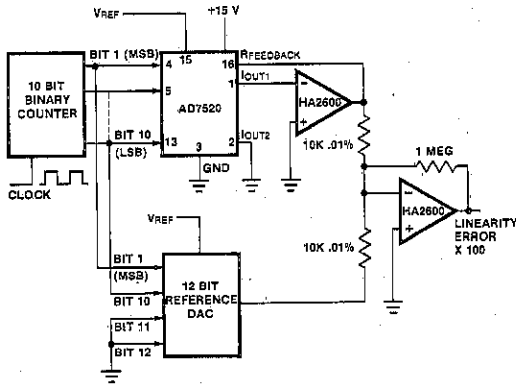 VREF
+15 V
BIT 1 (MSB)
4
15
16
RFEEDBACK
10 BIT
BINARY
COUNTER
5
AD7520
1
IOUT1
HA2600
BIT 10
(LSB)
13
3
2
IOUT2
10K .01%
1 MEG
GND
CLOCK
HA2600
LINEARITY
ERROR
X 100
VREF
10K .01%
BIT 1
(MSB)
12 BIT
REFERENCE
DAC
BIT 10
BIT 11
BIT 12